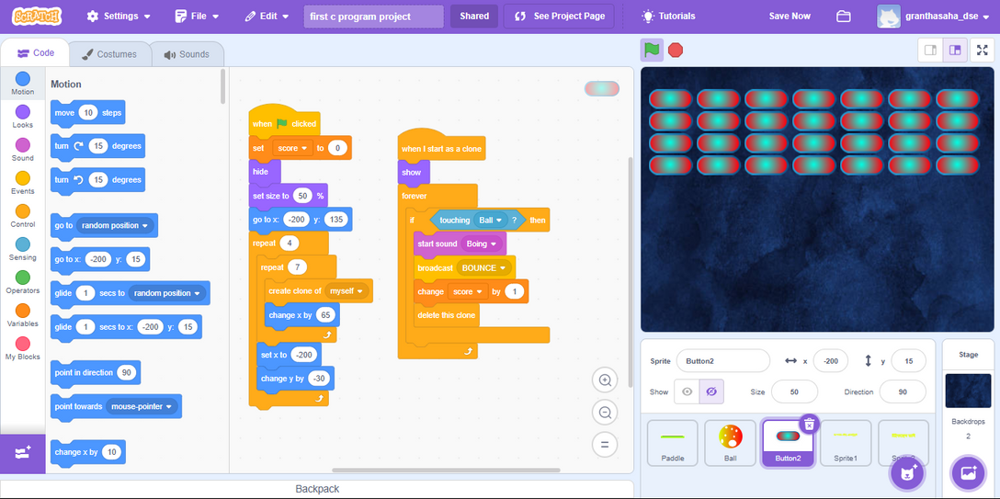 SCRATCH Settings File Edit first c program project Shared See Project Page Tutorials Save Now granthasaha_dse
Code Costumes Sounds
Motion
Looks
Sound
Events
Control
Sensing
Operators
Variables
My Blocks
Motion
move 10 steps
turn 15 degrees
turn 15 degrees
go to random position
go to x: -200 y: 15
glide 1 secs to random position
glide 1 secs to x: -200 y: 15
point in direction 90
point towards mouse-pointer
change x by 10
when clicked
set score to 0
hide
set size to 50 %
go to x: -200 y: 135
repeat 4
repeat 7
create clone of myself
change x by 65
set x to -200
change y by -30
when I start as a clone
show
forever
if touching Ball ? then
start sound Boing
broadcast BOUNCE
change score by 1
delete this clone
Backpack
Sprite Button2 x -200 y 15
Show Size 50 Direction 90
Paddle Ball Button2 Sprite1
Stage
Backdrops
2